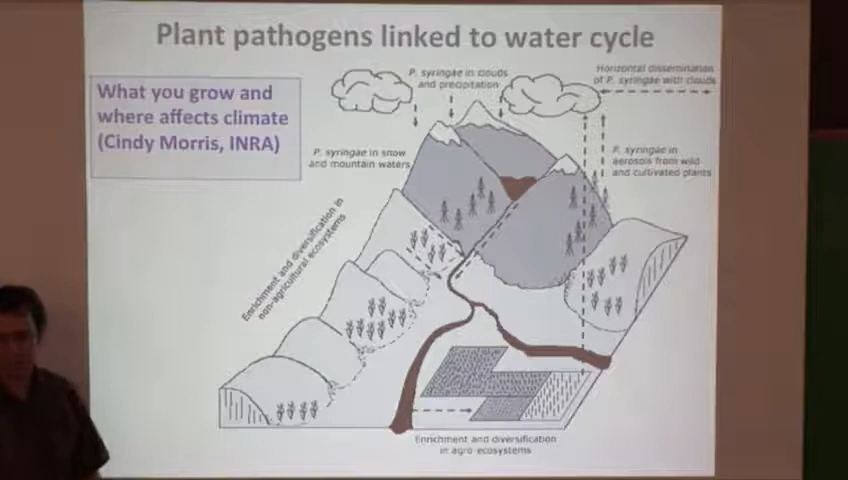 Plant pathogens linked to water cycle
What you grow and
where affects climate
(Cindy Morris, INRA)
P. syringae in clouds
and precipitation
Horizontal dissemination
of P. syringae with clouds
P. syringae in snow
and mountain waters
P. syringae in
aerosols from wild
and cultivated plants
Enrichment and diversification in
non-agricultural ecosystems
Enrichment and diversification
in agro-ecosystems